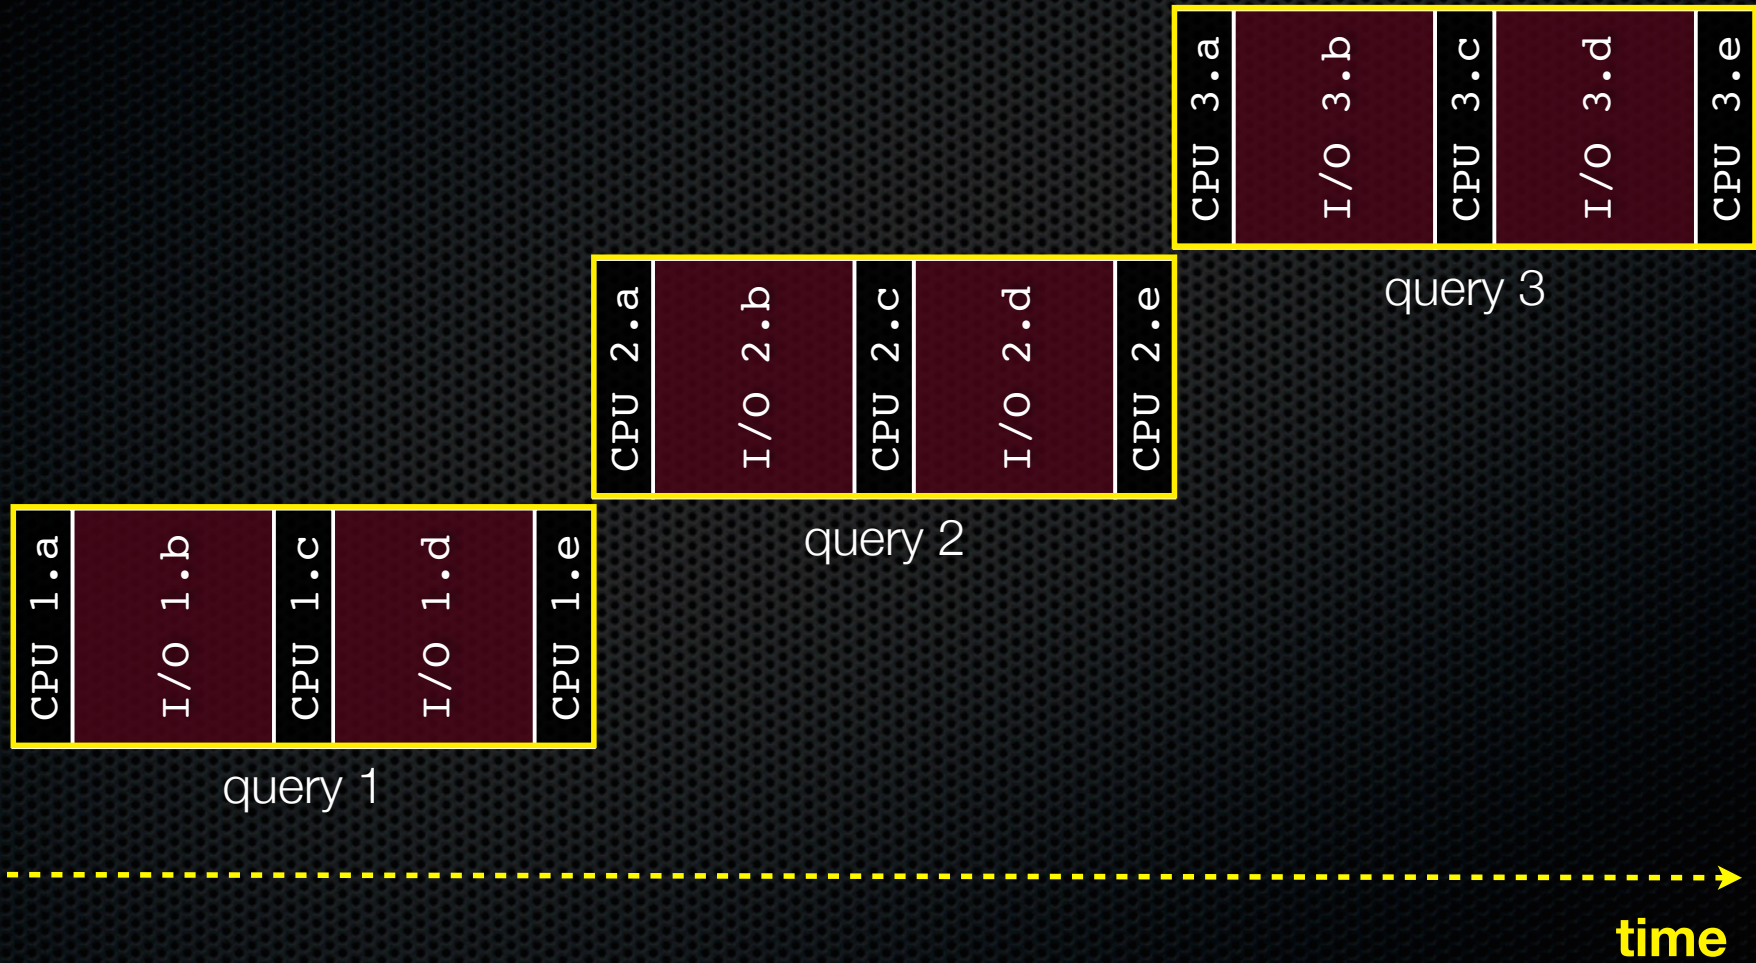 CPU 3.a
I/O 3.b
CPU 3.c
I/O 3.d
CPU 3.e
query 3
CPU 2.a
I/O 2.b
CPU 2.c
I/O 2.d
CPU 2.e
query 2
CPU 1.a
I/O 1.b
CPU 1.c
I/O 1.d
CPU 1.e
query 1
time